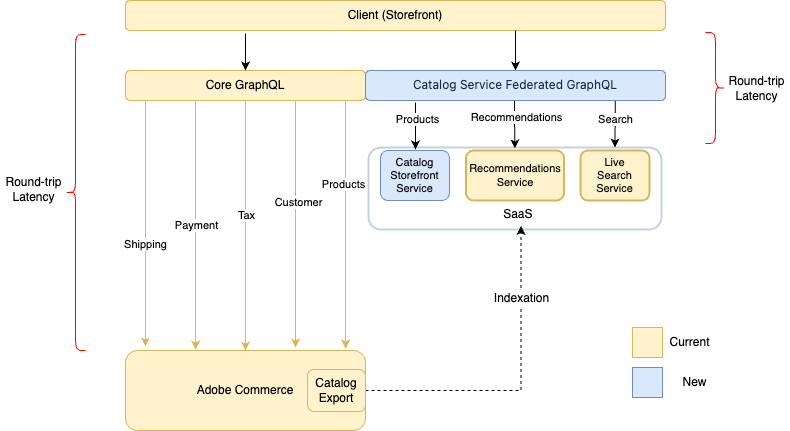 Client (Storefront)
Core GraphQL
Catalog Service Federated GraphQL
Round-trip
Latency
Products
Recommendations
Search
Catalog
Storefront
Service
Recommendations
Service
Live
Search
Service
SaaS
Round-trip
Latency
Products
Customer
Tax
Payment
Shipping
Indexation
Adobe Commerce
Catalog
Export
Current
New